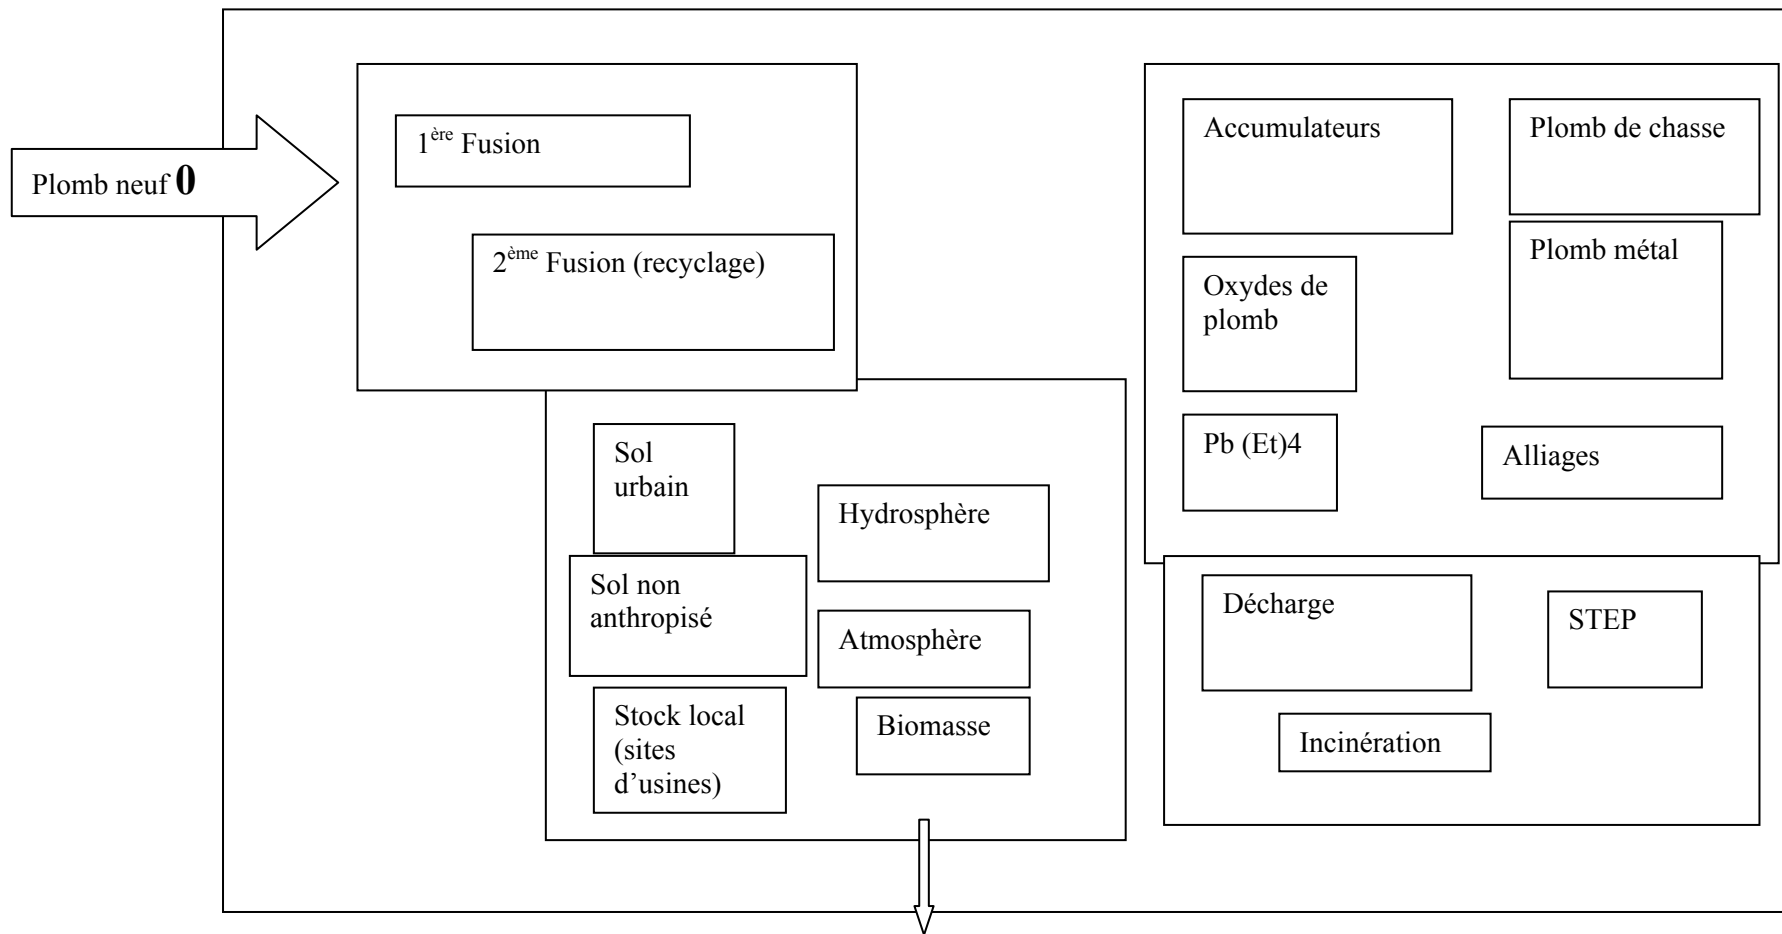 Plomb neuf 0
1ère Fusion
2ème Fusion (recyclage)
Sol
urbain
Sol non
anthropisé
Stock local
(sites
d’usines)
Hydrosphère
Atmosphère
Biomasse
Accumulateurs
Plomb de chasse
Oxydes de
plomb
Plomb métal
Pb (Et)4
Alliages
Décharge
STEP
Incinération